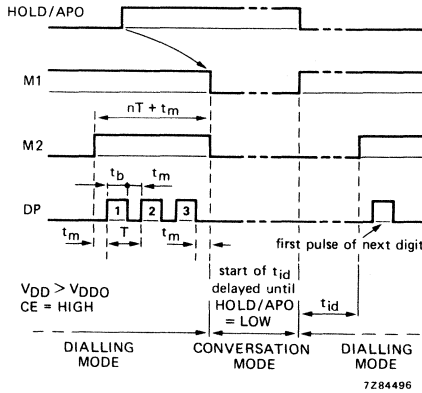 HOLD/APO
M1
nT + tm
M2
tb tm
DP
1 2 3
tm T tm
first pulse of next digit
start of tid
delayed until
HOLD/APO
= LOW
tid
VDD > VDDO
CE = HIGH
DIALLING
MODE
CONVERSATION
MODE
DIALLING
MODE
7Z84496